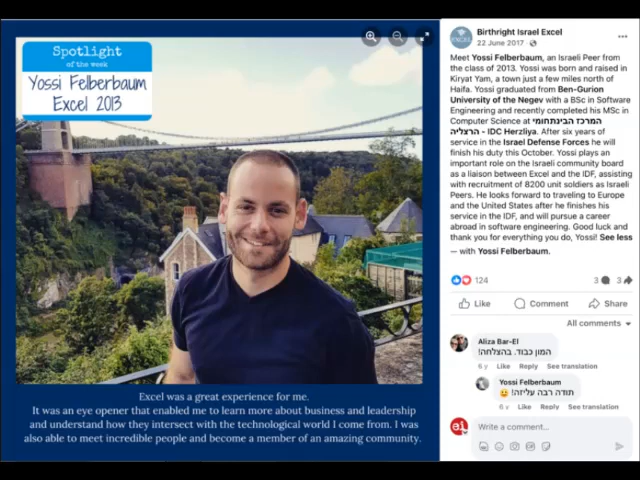 Spotlight
of the week
Yossi Felberbaum
Excel 2013
Excel was a great experience for me.
It was an eye opener that enabled me to learn more about business and leadership
and understand how they intersect with the technological world I come from. I was
also able to meet incredible people and become a member of an amazing community.
Birthright Israel Excel
22 June 2017 ·
Meet Yossi Felberbaum, an Israeli Peer from
the class of 2013. Yossi was born and raised in
Kiryat Yam, a town just a few miles north of
Haifa. Yossi graduated from Ben-Gurion
University of the Negev with a BSc in Software
Engineering and recently completed his MSc in
Computer Science at המרכז הבינתחומי
הרצליה - IDC Herzliya. After six years of
service in the Israel Defense Forces he will
finish his duty this October. Yossi plays an
important role on the Israeli community board
as a liaison between Excel and the IDF, assisting
with recruitment of 8200 unit soldiers as Israeli
Peers. He looks forward to traveling to Europe
and the United States after he finishes his
service in the IDF, and will pursue a career
abroad in software engineering. Good luck and
thank you for everything you do, Yossi! See less
— with Yossi Felberbaum.
124
3 3
Like Comment Share
All comments
Aliza Bar-El
המון כבוד. בהצלחה!
6 y Like Reply See translation
Yossi Felberbaum
תודה רבה עליזה!
6 y Like Reply See translation
Write a comment...